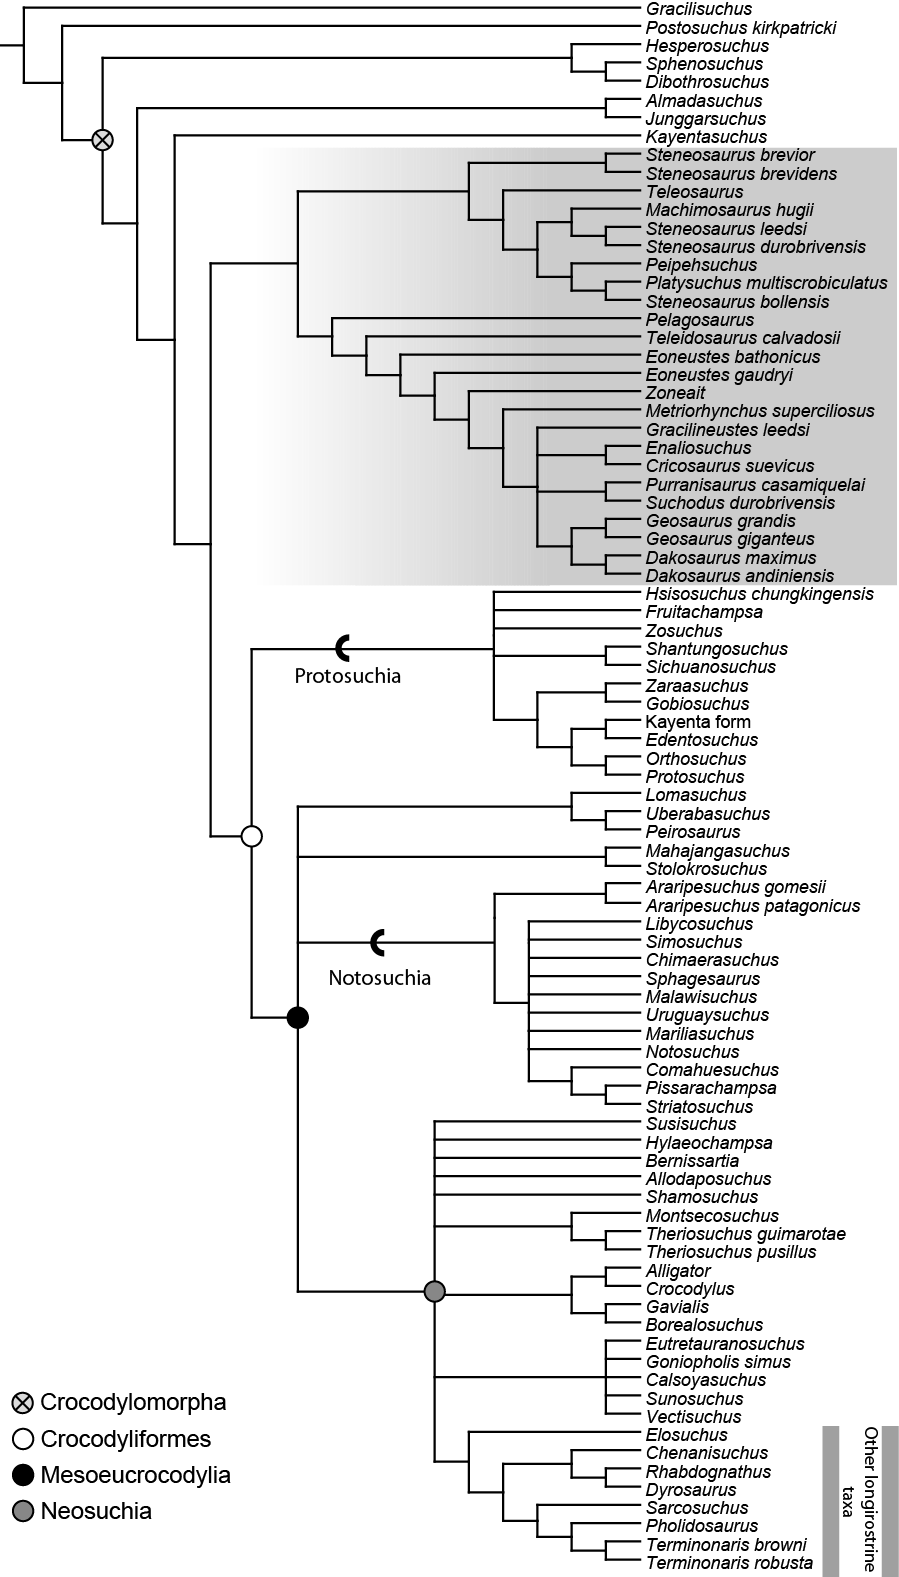 Gracilisuchus
Postosuchus kirkpatricki
Hesperosuchus
Sphenosuchus
Dibothrosuchus
Almadasuchus
Junggarsuchus
Kayentasuchus
Steneosaurus brevior
Steneosaurus brevidens
Teleosaurus
Machimosaurus hugii
Steneosaurus leedsi
Steneosaurus durobrivensis
Peipehsuchus
Platysuchus multiscrobiculatus
Steneosaurus bollensis
Pelagosaurus
Teleidosaurus calvadosii
Eoneustes bathonicus
Eoneustes gaudryi
Zoneait
Metriorhynchus superciliosus
Gracilineustes leedsi
Enaliosuchus
Cricosaurus suevicus
Purranisaurus casamiquelai
Suchodus durobrivensis
Geosaurus grandis
Geosaurus giganteus
Dakosaurus maximus
Dakosaurus andiniensis
Hsisosuchus chungkingensis
Fruitachampsa
Zosuchus
Shantungosuchus
Sichuanosuchus
Protosuchia
Zaraasuchus
Gobiosuchus
Kayenta form
Edentosuchus
Orthosuchus
Protosuchus
Lomasuchus
Uberabasuchus
Peirosaurus
Mahajangasuchus
Stolokrosuchus
Araripesuchus gomesii
Araripesuchus patagonicus
Libycosuchus
Simosuchus
Chimaerasuchus
Notosuchia
Sphagesaurus
Malawisuchus
Uruguaysuchus
Mariliasuchus
Notosuchus
Comahuesuchus
Pissarachampsa
Striatosuchus
Susisuchus
Hylaeochampsa
Bernissartia
Allodaposuchus
Shamosuchus
Montsecosuchus
Theriosuchus guimarotae
Theriosuchus pusillus
Alligator
Crocodylus
Gavialis
Borealosuchus
Eutretauranosuchus
Goniopholis simus
Calsoyasuchus
Sunosuchus
Vectisuchus
Elosuchus
Chenanisuchus
Rhabdognathus
Dyrosaurus
Sarcosuchus
Pholidosaurus
Terminonaris browni
Terminonaris robusta
Other longirostrine
taxa
Crocodylomorpha
Crocodyliformes
Mesoeucrocodylia
Neosuchia